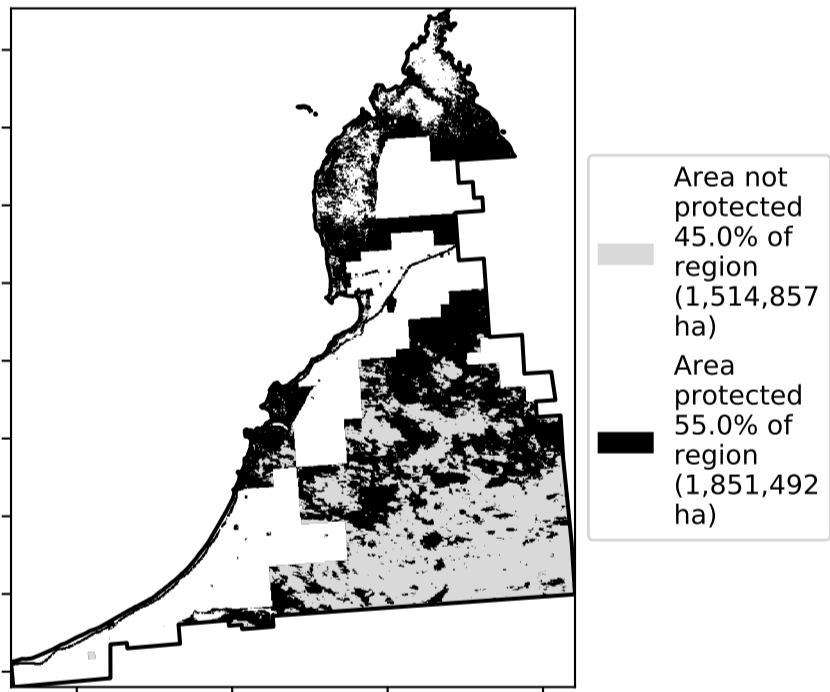 Area not
protected
45.0% of
region
(1,514,857
ha)
Area
protected
55.0% of
region
(1,851,492
ha)